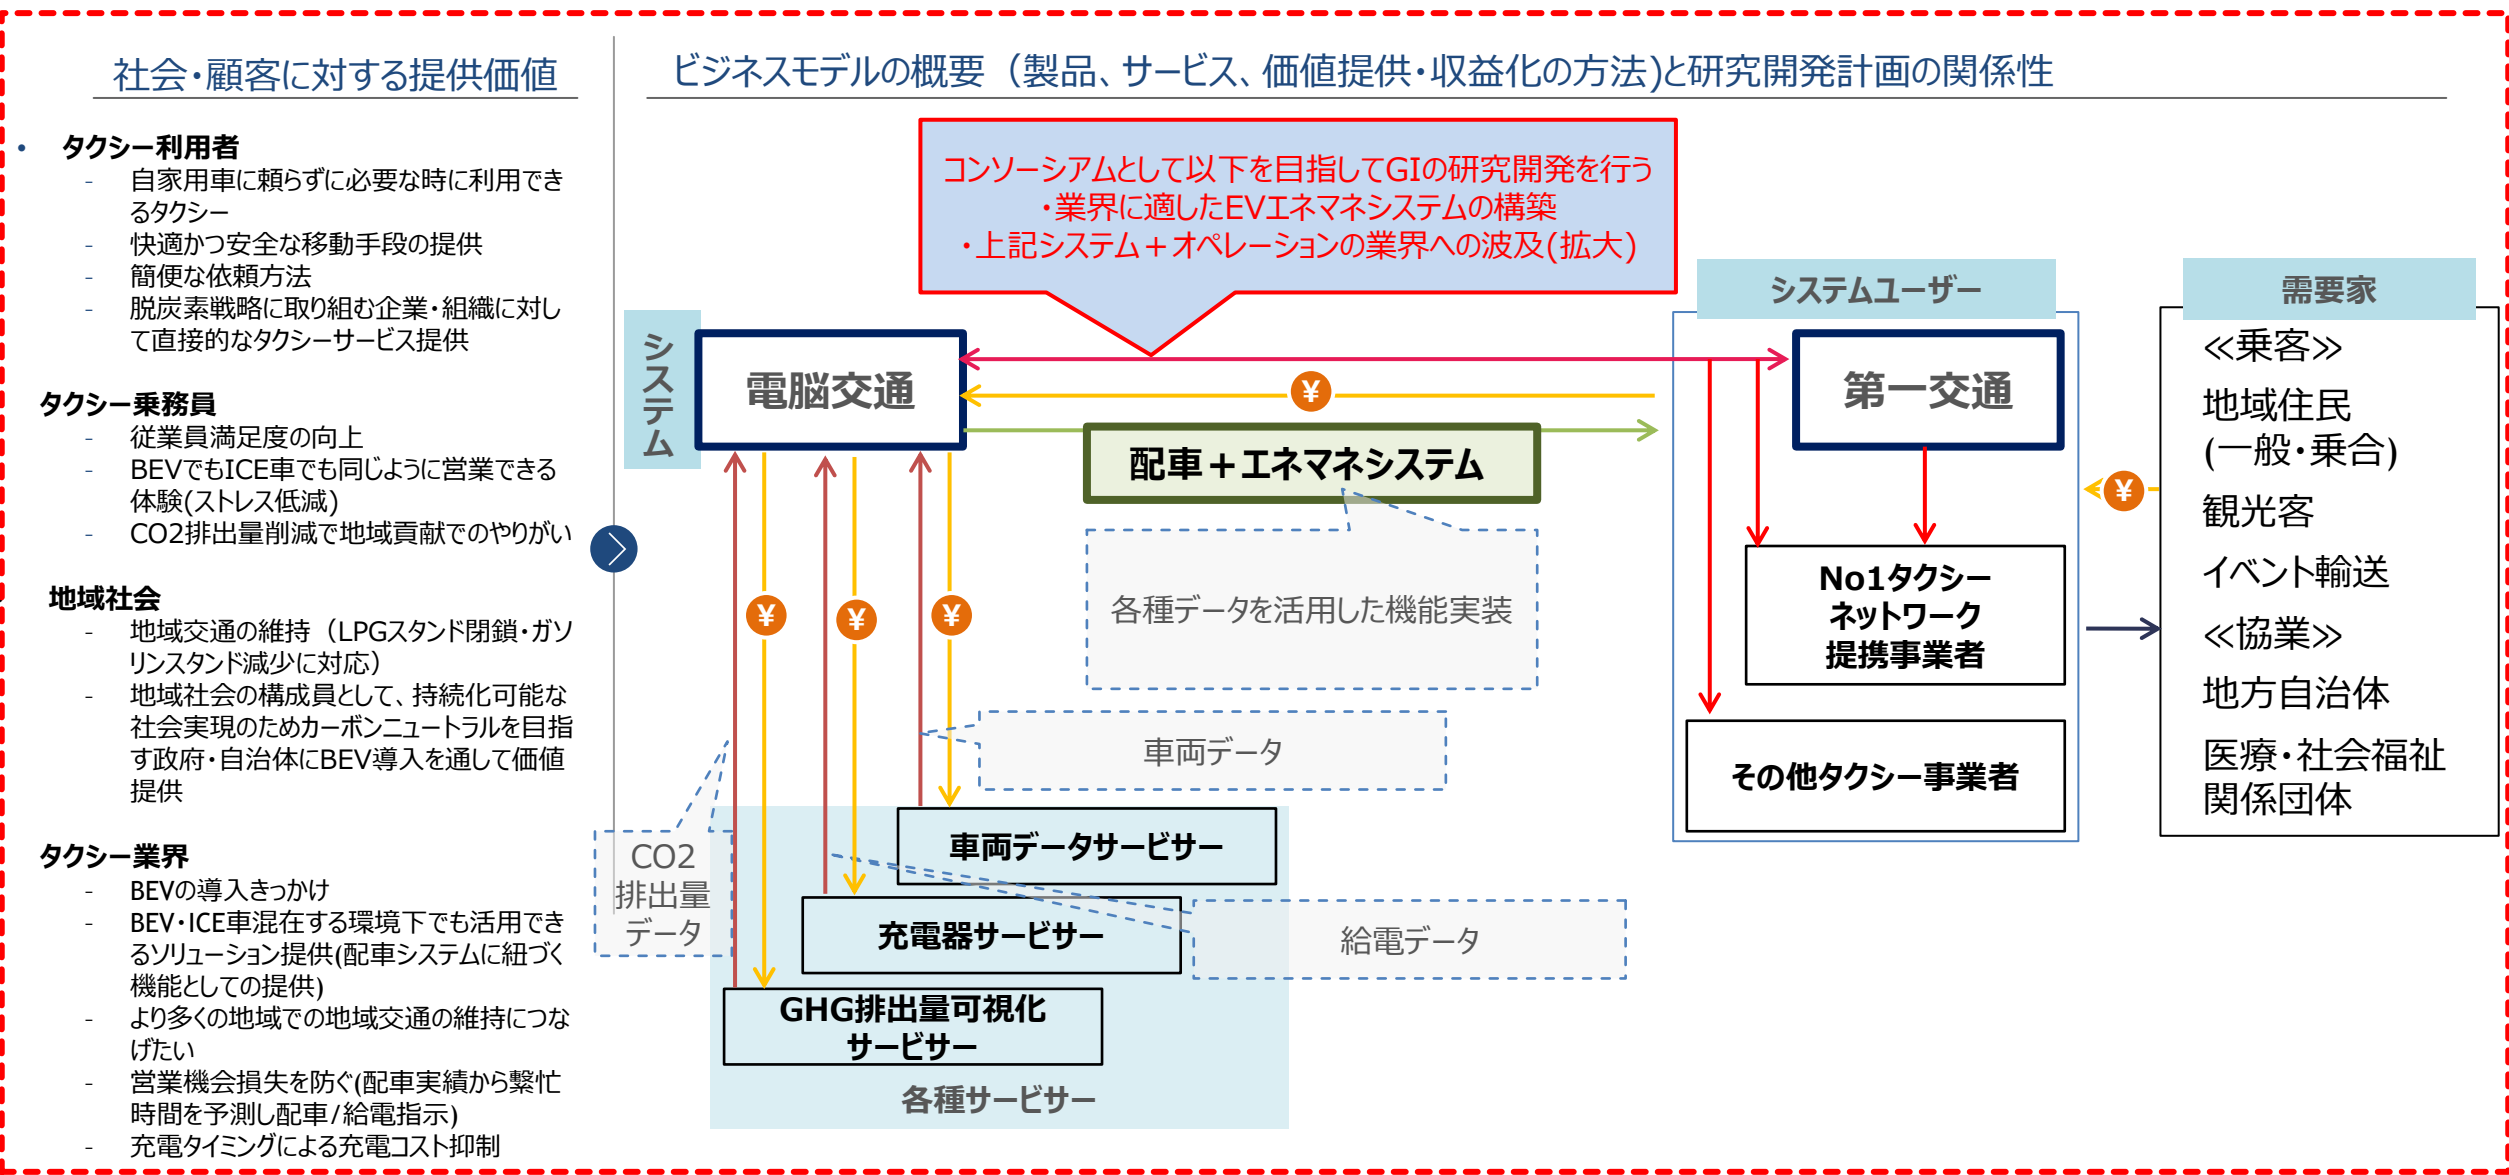 社会・顧客に対する提供価値
• タクシー利用者
- 自家用車に頼らずに必要な時に利用でき
るタクシー
- 快適かつ安全な移動手段の提供
- 簡便な依頼方法
- 脱炭素戦略に取り組む企業・組織に対し
て直接的なタクシーサービス提供
タクシー乗務員
- 従業員満足度の向上
- BEVでもICE車でも同じように営業できる
体験(ストレス低減)
- CO2排出量削減で地域貢献でのやりがい
地域社会
- 地域交通の維持（LPGスタンド閉鎖・ガソ
リンスタンド減少に対応）
- 地域社会の構成員として、持続化可能な
社会実現のためカーボンニュートラルを目指
す政府・自治体にBEV導入を通して価値
提供
タクシー業界
- BEVの導入きっかけ
- BEV・ICE車混在する環境下でも活用でき
るソリューション提供(配車システムに紐づく
機能としての提供)
- より多くの地域での地域交通の維持につな
げたい
- 営業機会損失を防ぐ(配車実績から繋忙
時間を予測し配車/給電指示)
- 充電タイミングによる充電コスト抑制
ビジネスモデルの概要（製品、サービス、価値提供・収益化の方法)と研究開発計画の関係性
コンソーシアムとして以下を目指してGIの研究開発を行う
・業界に適したEVエネマネシステムの構築
・上記システム＋オペレーションの業界への波及(拡大)
システム
電脳交通
¥
配車＋エネマネシステム
各種データを活用した機能実装
システムユーザー
第一交通
No1タクシー
ネットワーク
提携事業者
その他タクシー事業者
¥
需要家
≪乗客≫
地域住民
(一般・乗合)
観光客
イベント輸送
≪協業≫
地方自治体
医療・社会福祉
関係団体
¥
¥
¥
車両データ
CO2
排出量
データ
給電データ
車両データサービサー
充電器サービサー
GHG排出量可視化
サービサー
各種サービサー